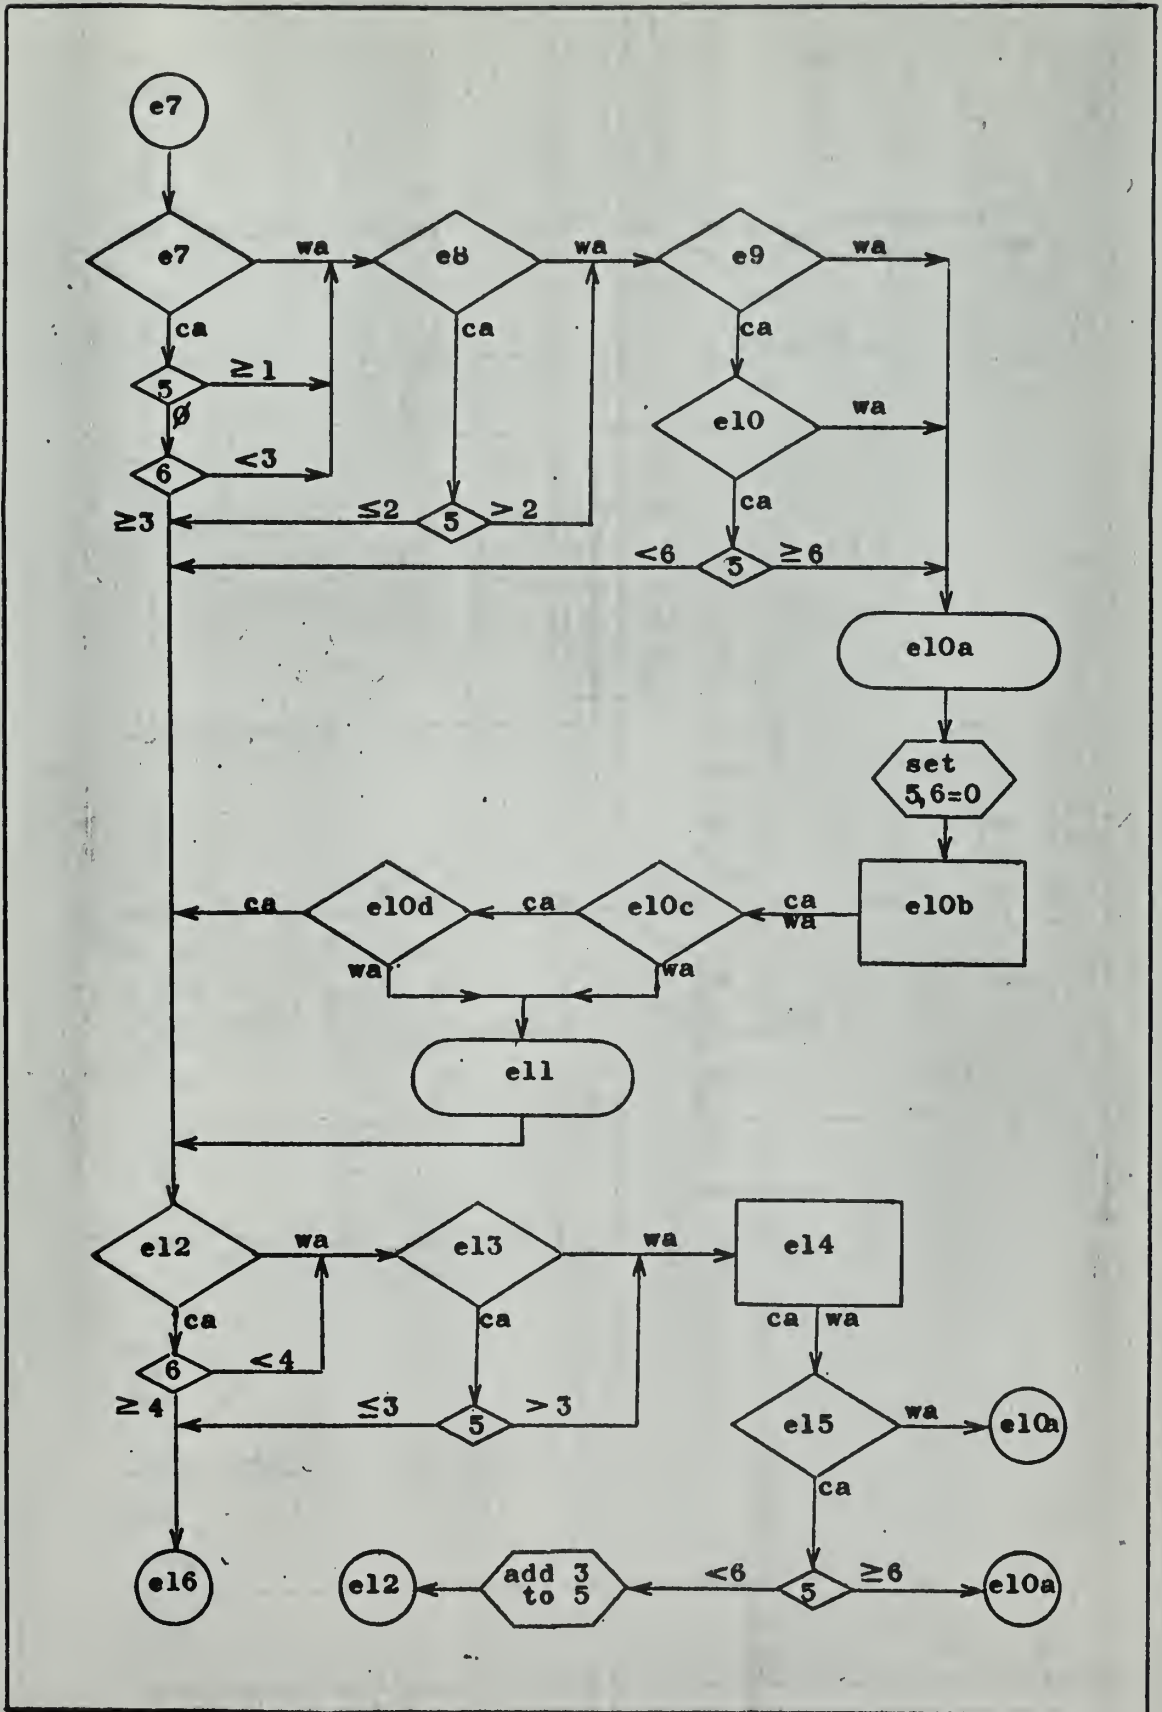 e7
e7 wa e8 wa e9 wa
ca ca ca
5 ≥1
Ø
e10 wa
6 <3
ca
≥3 ≤2 5 >2
<6 5 ≥6
e10a
set
5,6=0
ca e10d ca e10c ca e10b
wa
wa wa
e11
e12 wa e13 wa e14
ca ca ca wa
6 <4
≥4 ≤3 5 >3
e15 wa e10a
ca
e16 e12 add 3 <6 5 ≥6 e10a
to 5